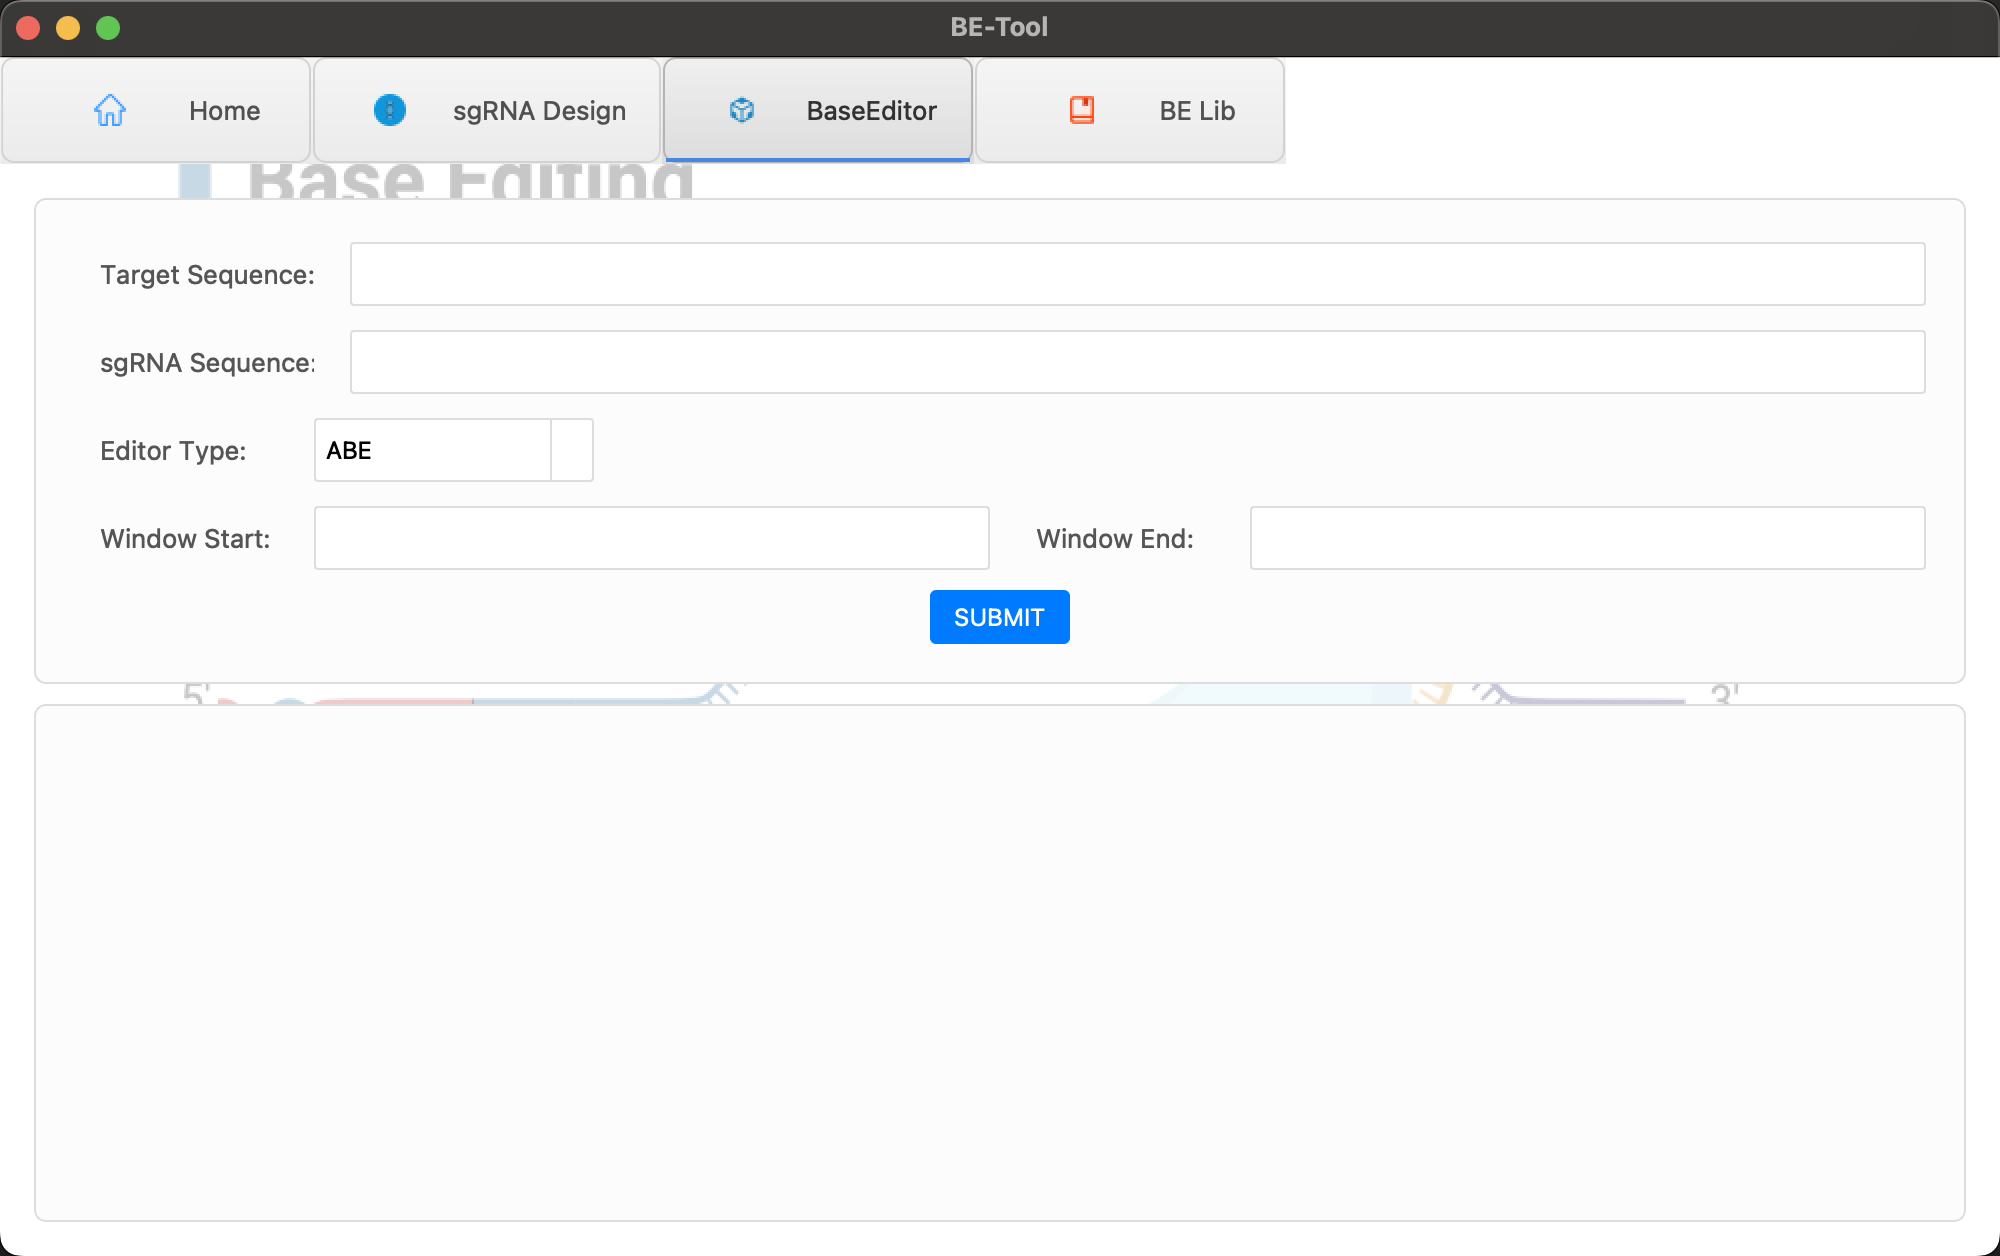 BE-Tool
Home
sgRNA Design
BaseEditor
BE Lib
Base Editing
Target Sequence:
sgRNA Sequence:
Editor Type:
ABE
Window Start:
Window End:
SUBMIT
5'
3'